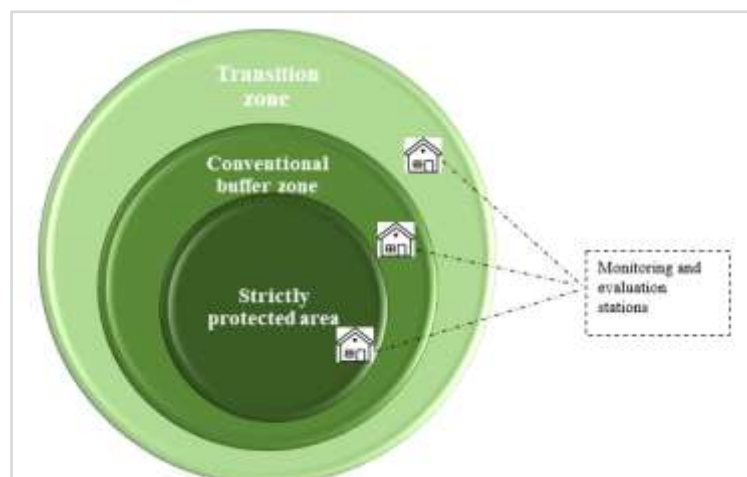 Transition
zone
Conventional
buffer zone
Strictly
protected area
Monitoring and
evaluation
stations